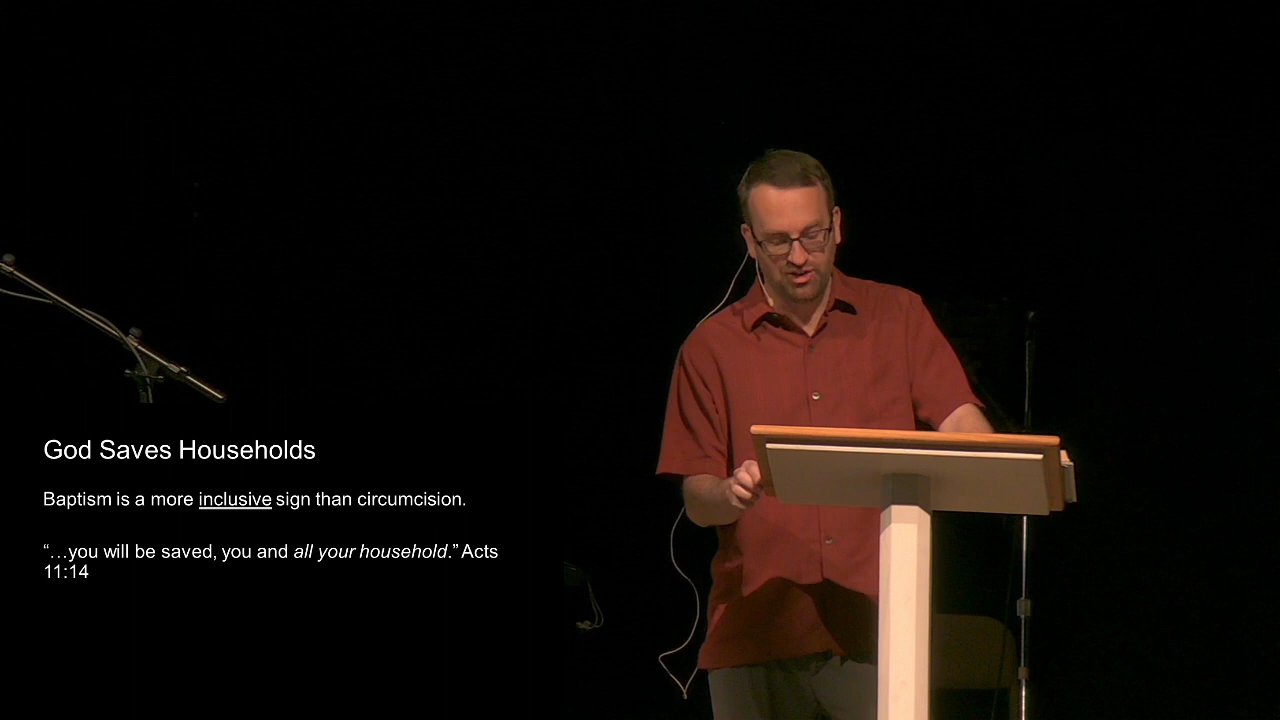 God Saves Households
Baptism is a more inclusive sign than circumcision.
“…you will be saved, you and all your household.” Acts
11:14